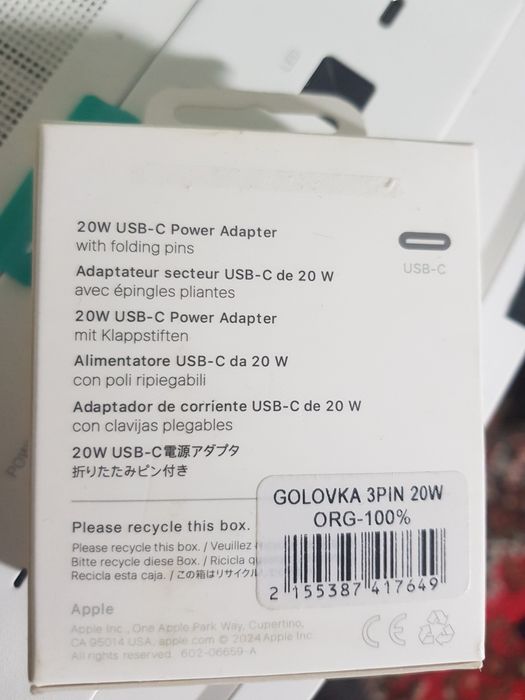 USB-C
20W USB-C Power Adapter
with folding pins
Adaptateur secteur USB-C de 20 W
avec épingles pliantes
20W USB-C Power Adapter
mit Klappstiften
Alimentatore USB-C da 20 W
con poli ripiegabili
Adaptador de corriente USB-C de 20 W
con clavijas plegables
20W USB-C電源アダプタ
折りたたみピン付き
GOLOVKA 3PIN 20W
ORG-100%
2 155387 417649
Please recycle this box.
Please recycle this box. / Veuillez
Bitte recycle diese Box. / Ricicla
Recicla esta caja. / この箱はリサイクル
Apple
Apple Inc., One Apple Park Way, Cupertino,
CA 95014 USA. apple.com © 2024 Apple Inc.
All rights reserved. 602-06659-A
CE